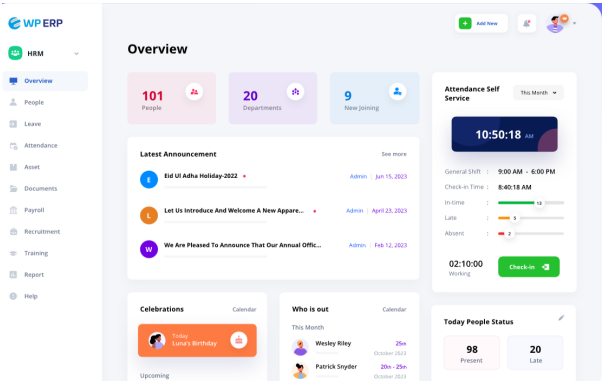 WP ERP
Add New
HRM
Overview
Overview
People
Leave
Attendance
Asset
Documents
Payroll
Recruitment
Training
Report
Help
101
People
20
Departments
9
New Joining
Latest Announcement
See more
E
Eid Ul Adha Holiday-2022
Admin | Jun 15, 2023
L
Let Us Introduce And Welcome A New Appare...
Admin | April 23, 2023
W
We Are Pleased To Announce That Our Annual Offic...
Admin | Feb 12, 2023
Celebrations
Calendar
Today
Luna's Birthday
Upcoming
Who is out
Calendar
This Month
Wesley Riley
25th
October 2023
Patrick Snyder
20th - 25th
October 2023
Attendance Self
Service
This Month
10:50:18 AM
General Shift :
9:00 AM - 6:00 PM
Check-in Time :
8:40:18 AM
In-time :
Late :
5
Absent :
2
02:10:00
Working
Check-in
Today People Status
98
Present
20
Late